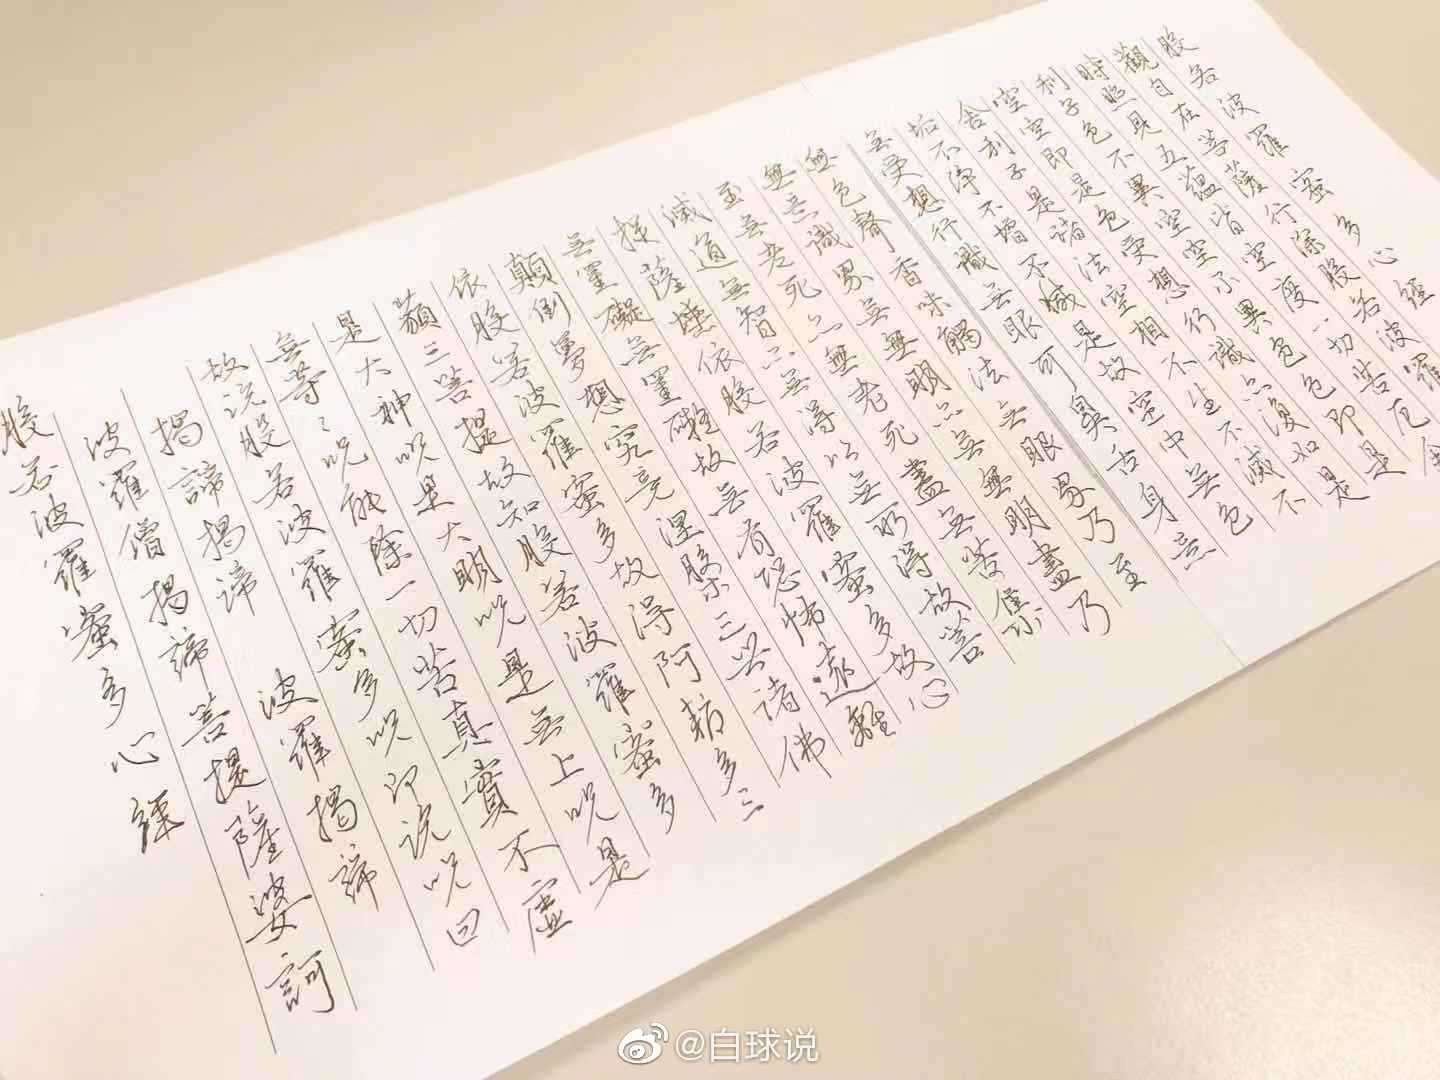 般若波羅蜜多心經
觀自在菩薩行深般若波羅
時照見五蘊皆空度一切苦厄舍
利子色不異空空不異色色即是
空空即是色受想行識亦復如是
舍利子是諸法空相不生不滅不
垢不淨不增不減是故空中無色
無受想行識無眼耳鼻舌身意
無色聲香味觸法無眼界乃至
無意識界無無明亦無無明盡乃
至無老死亦無老死盡無苦集
滅道無智亦無得以無所得故菩
提薩埵依般若波羅蜜多故心
無罣礙無罣礙故無有恐怖遠離
顛倒夢想究竟涅槃三世諸佛
依般若波羅蜜多故得阿耨多三
藐三菩提故知般若波羅蜜多
是大神咒是大明咒是無上咒是
無等々咒能除一切苦真實不虛
故說般若波羅蜜多咒即說咒曰
揭諦揭諦 波羅揭諦
波羅僧揭諦菩提薩婆訶
般若波羅蜜多心經
@白球说